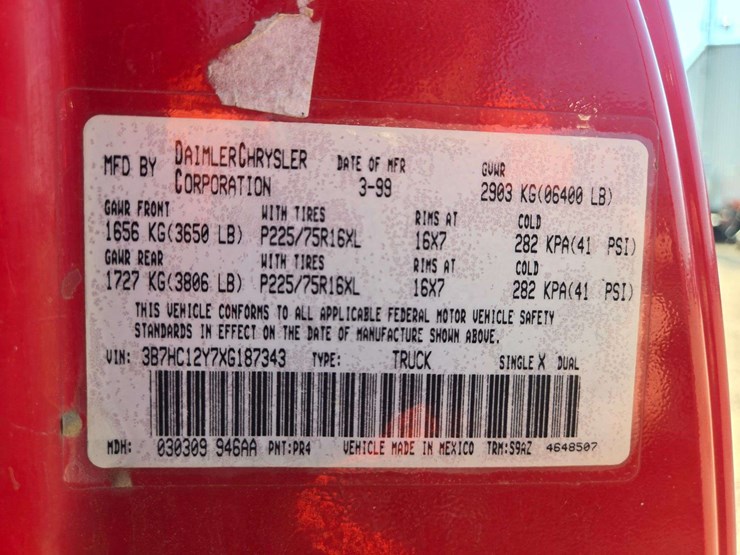 MFD BY DAIMLERCHRYSLER CORPORATION DATE OF MFR 3-99 GVWR 2903 KG(06400 LB)
GAWR FRONT WITH TIRES RIMS AT COLD
1656 KG(3650 LB) P225/75R16XL 16X7 282 KPA(41 PSI)
GAWR REAR WITH TIRES RIMS AT COLD
1727 KG(3806 LB) P225/75R16XL 16X7 282 KPA(41 PSI)
THIS VEHICLE CONFORMS TO ALL APPLICABLE FEDERAL MOTOR VEHICLE SAFETY
STANDARDS IN EFFECT ON THE DATE OF MANUFACTURE SHOWN ABOVE.
VIN: 3B7HC12Y7XG187343 TYPE: TRUCK SINGLE X DUAL
MDH: 030309 946AA PNT:PR4 VEHICLE MADE IN MEXICO TRM:S9AZ 4648507